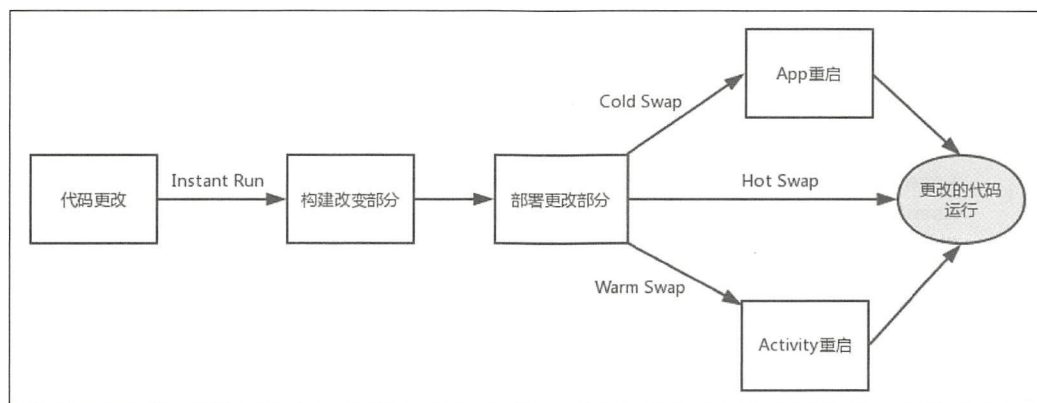 App重启
Cold Swap
代码更改
Instant Run
构建改变部分
部署更改部分
Hot Swap
更改的代码
运行
Warm Swap
Activity重启